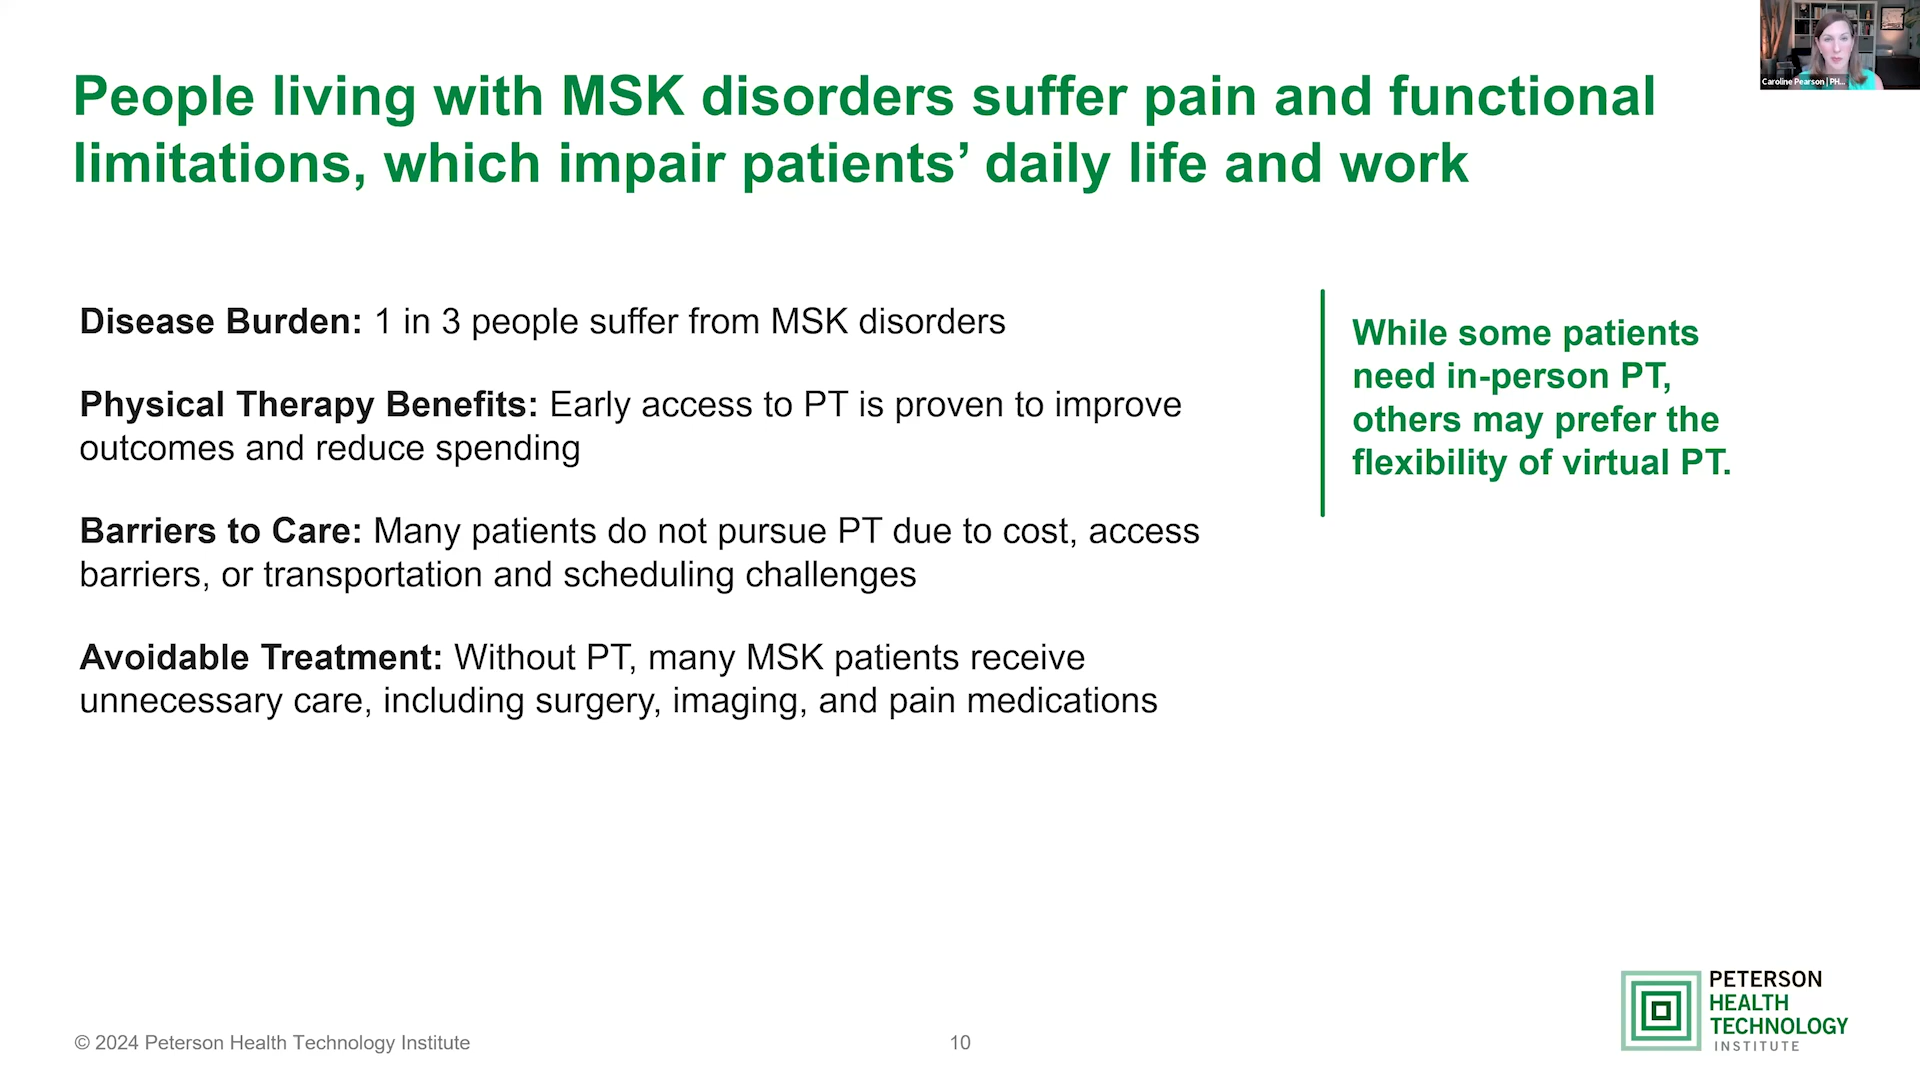 Caroline Pearson | PH...
People living with MSK disorders suffer pain and functional
limitations, which impair patients’ daily life and work
Disease Burden: 1 in 3 people suffer from MSK disorders
Physical Therapy Benefits: Early access to PT is proven to improve
outcomes and reduce spending
Barriers to Care: Many patients do not pursue PT due to cost, access
barriers, or transportation and scheduling challenges
Avoidable Treatment: Without PT, many MSK patients receive
unnecessary care, including surgery, imaging, and pain medications
While some patients
need in-person PT,
others may prefer the
flexibility of virtual PT.
© 2024 Peterson Health Technology Institute
10
PETERSON
HEALTH
TECHNOLOGY
INSTITUTE